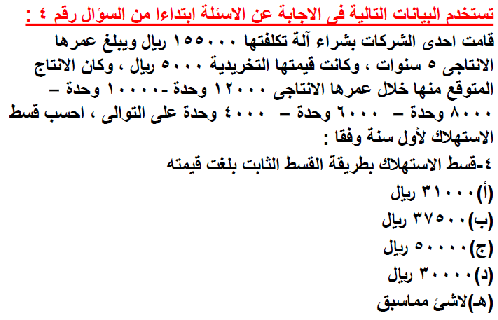 تستخدم البيانات التالية فى الاجابة عن الاسئلة ابتداءا من السؤال رقم ٤ :
قامت احدى الشركات بشراء آلة تكلفتها ١٥٥٠٠٠ ريال ويبلغ عمرها
الانتاجى ٥ سنوات ، وكانت قيمتها التخريدية ٥٠٠٠ ريال ، وكان الانتاج
المتوقع منها خلال عمرها الانتاجى ١٢٠٠٠ وحدة -١٠٠٠٠ وحدة –
٨٠٠٠ وحدة – ٦٠٠٠ وحدة – ٤٠٠٠ وحدة على التوالى ، احسب قسط
الاستهلاك لأول سنة وفقا :
٤-قسط الاستهلاك بطريقة القسط الثابت بلغت قيمته
(أ)٣١٠٠٠ ريال
(ب)٣٧٥٠٠ ريال
(ج)٥٠٠٠٠ ريال
(د)٣٠٠٠٠ ريال
(هـ)لاشئ مماسبق